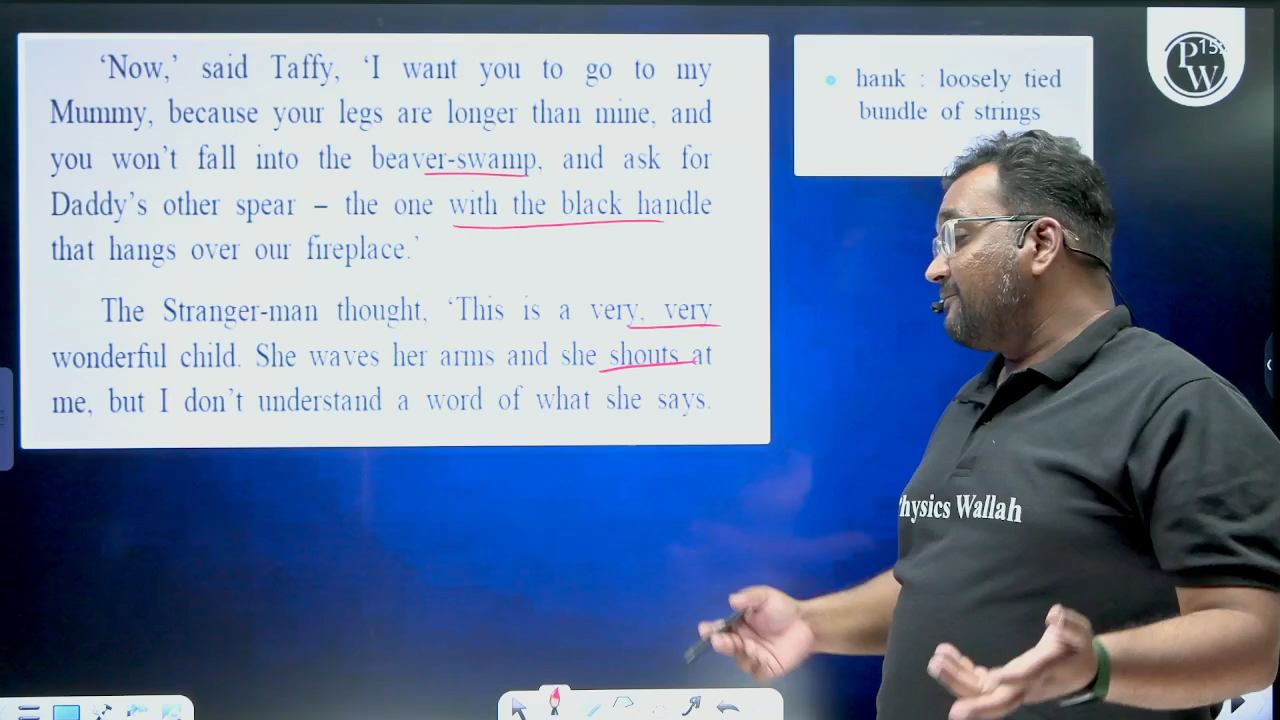 ‘Now,’ said Taffy, ‘I want you to go to my
Mummy, because your legs are longer than mine, and
you won’t fall into the beaver-swamp, and ask for
Daddy’s other spear – the one with the black handle
that hangs over our fireplace.’
The Stranger-man thought, ‘This is a very, very
wonderful child. She waves her arms and she shouts at
me, but I don’t understand a word of what she says.
hank : loosely tied
bundle of strings
PW
15
Physics Wallah